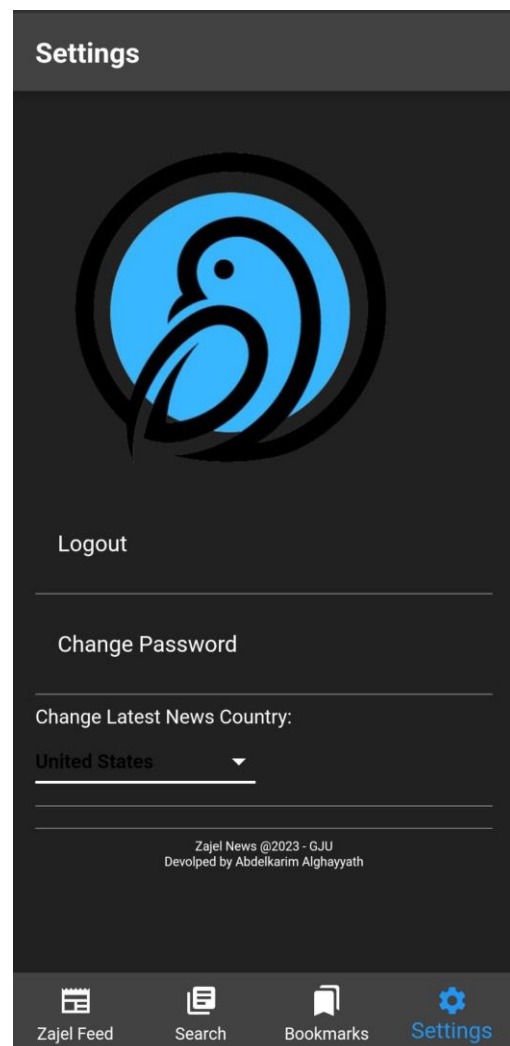 Settings
Logout
Change Password
Change Latest News Country:
United States
Zajel News @2023 - GJU
Devolped by Abdelkarim Alghayyath
Zajel Feed
Search
Bookmarks
Settings